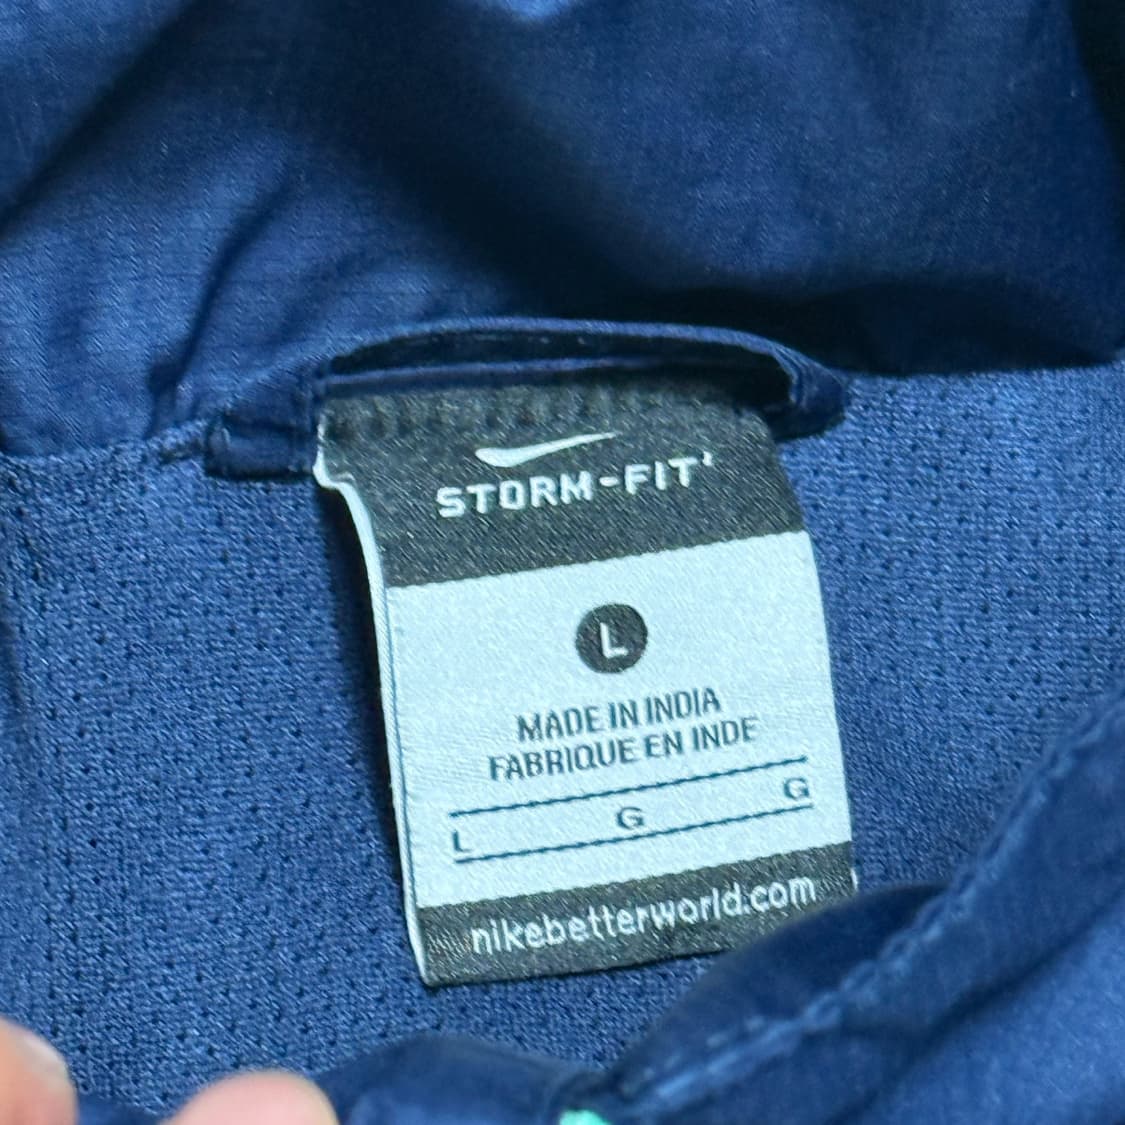 STORM-FIT
L
MADE IN INDIA
FABRIQUE EN INDE
L G G
nikebetterworld.com